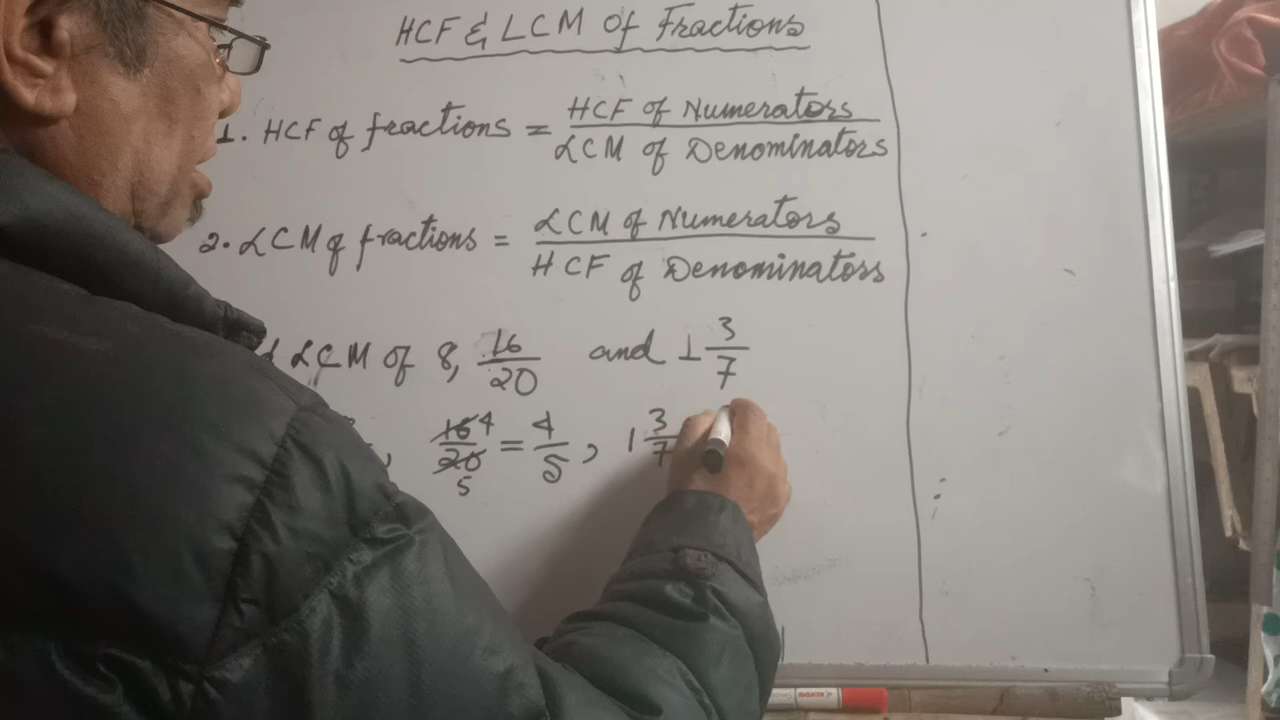 HCF & LCM of Fractions
1. HCF of fractions = HCF of Numerators / LCM of Denominators
2. LCM of fractions = LCM of Numerators / HCF of Denominators
LCM of 8, 16/20 and 1 3/7
, 16/20 4 5 = 4/5, 1 3/7